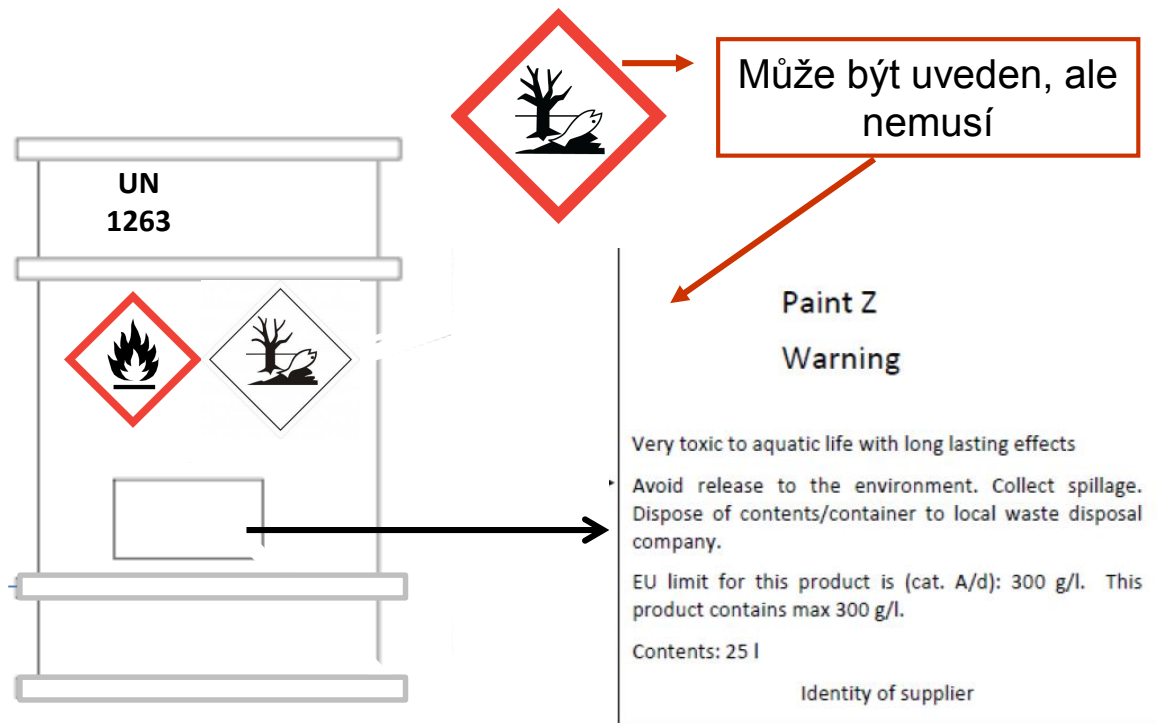 Může být uveden, ale
nemusí
UN
1263
Paint Z
Warning
Very toxic to aquatic life with long lasting effects
Avoid release to the environment. Collect spillage.
Dispose of contents/container to local waste disposal
company.
EU limit for this product is (cat. A/d): 300 g/l. This
product contains max 300 g/l.
Contents: 25 l
Identity of supplier